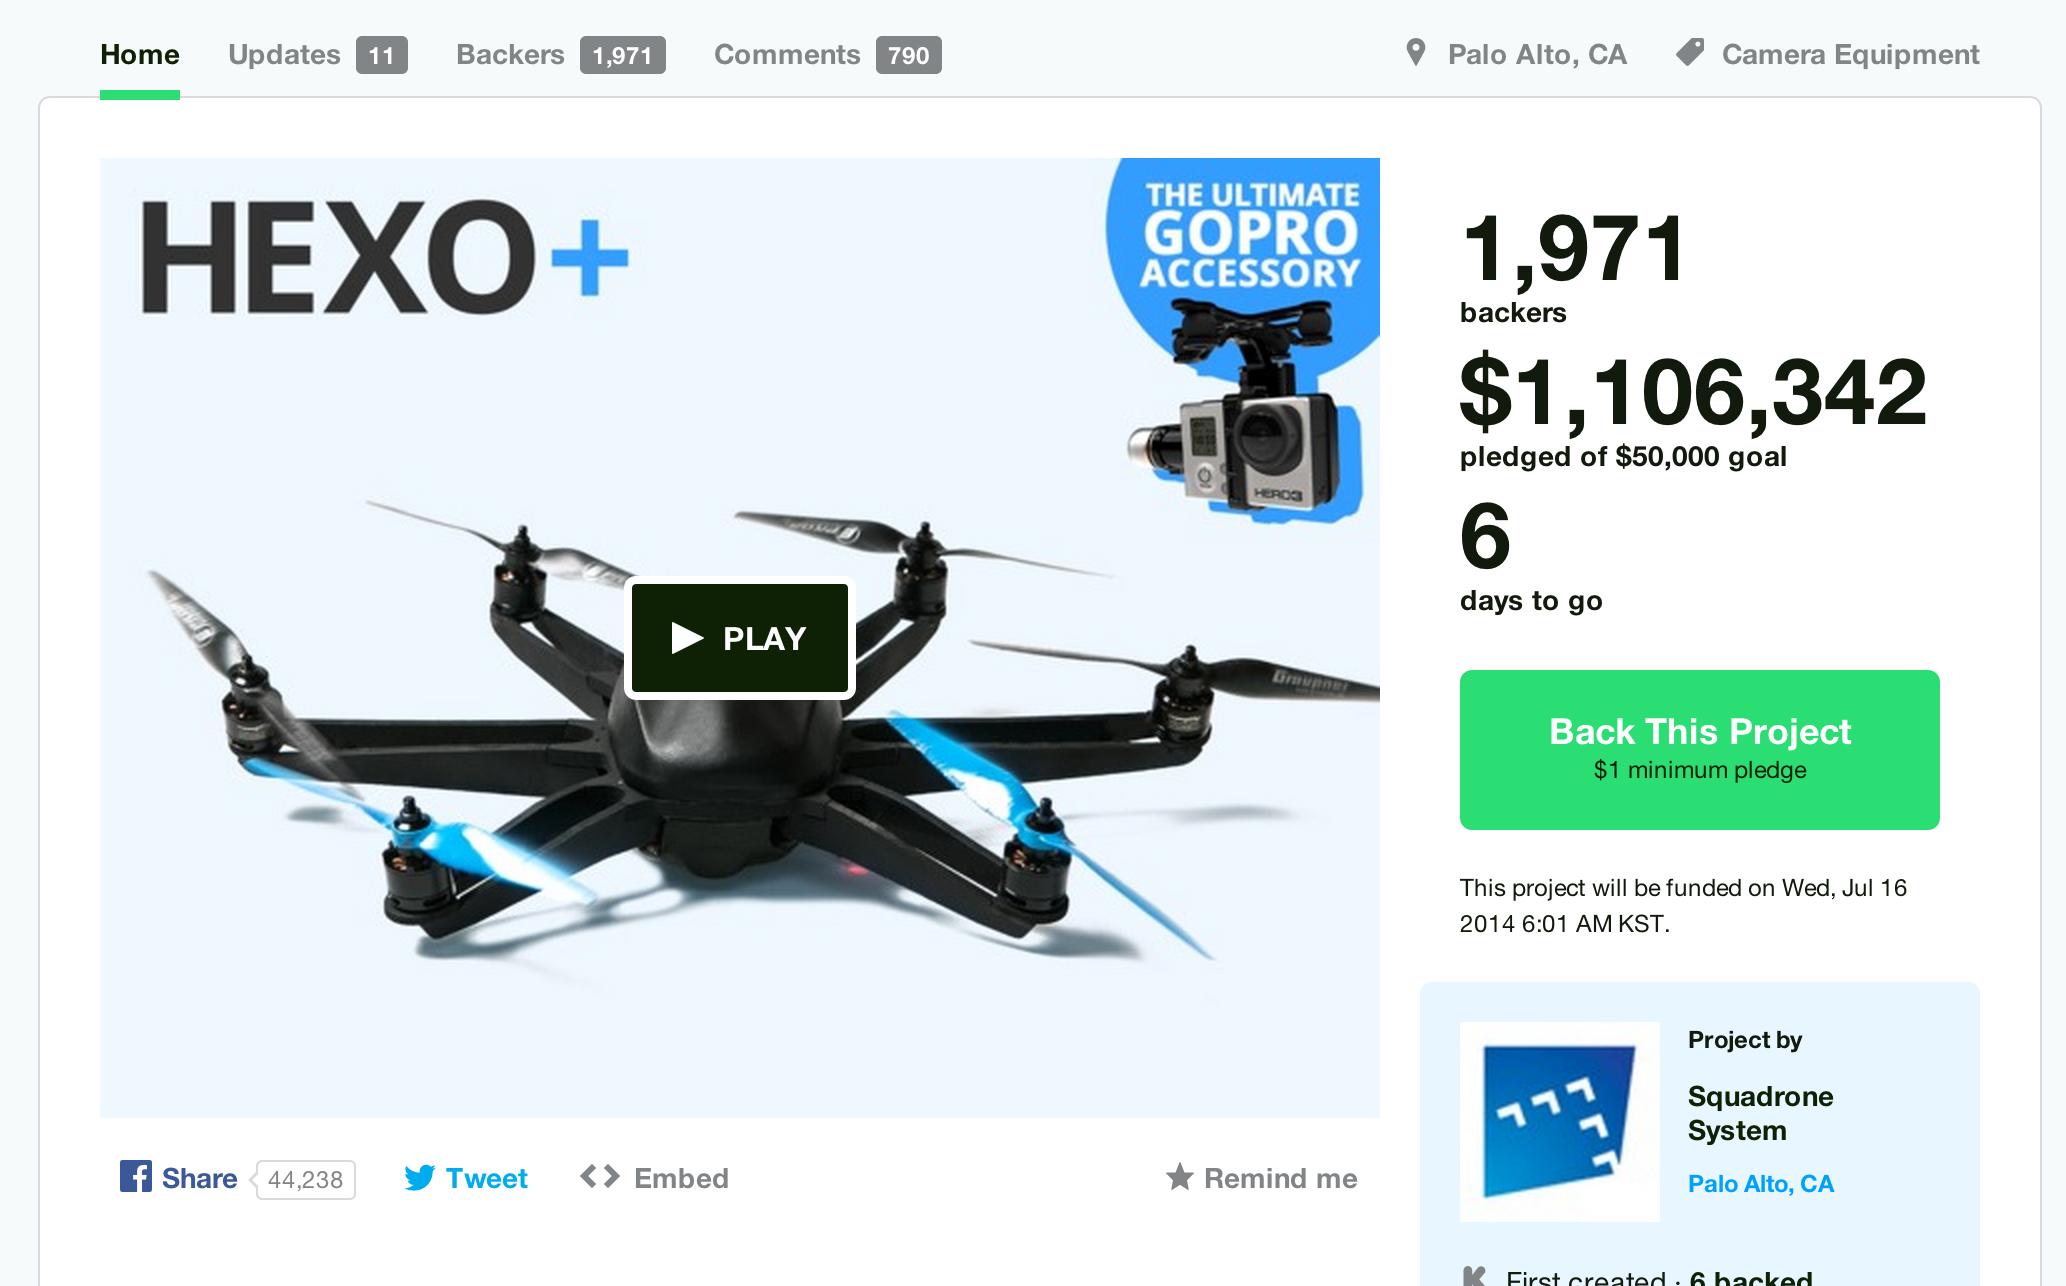 Home Updates 11 Backers 1,971 Comments 790 Palo Alto, CA Camera Equipment
HEXO+
THE ULTIMATE
GOPRO
ACCESSORY
HERO3
PLAY
Graupner
1,971
backers
$1,106,342
pledged of $50,000 goal
6
days to go
Back This Project
$1 minimum pledge
This project will be funded on Wed, Jul 16
2014 6:01 AM KST.
Project by
Squadrone
System
Palo Alto, CA
First created · 6 backed
Share 44,238 Tweet Embed Remind me